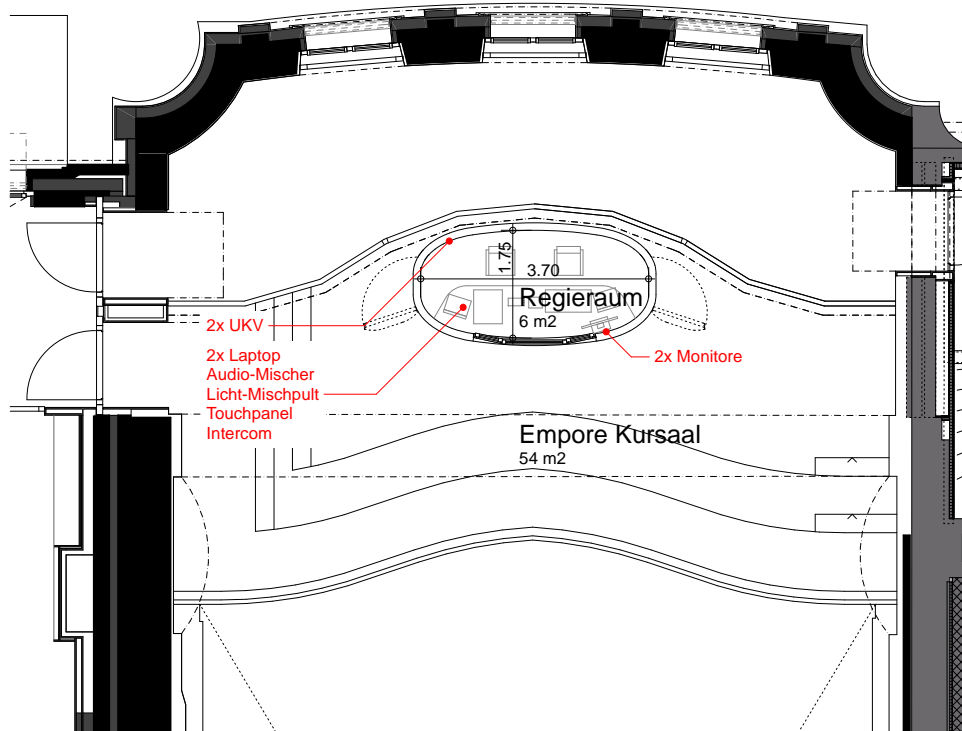 1.75
3.70
Regieraum
6 m2
2x UKV
2x Laptop
Audio-Mischer
Licht-Mischpult
Touchpanel
Intercom
2x Monitore
Empore Kursaal
54 m2